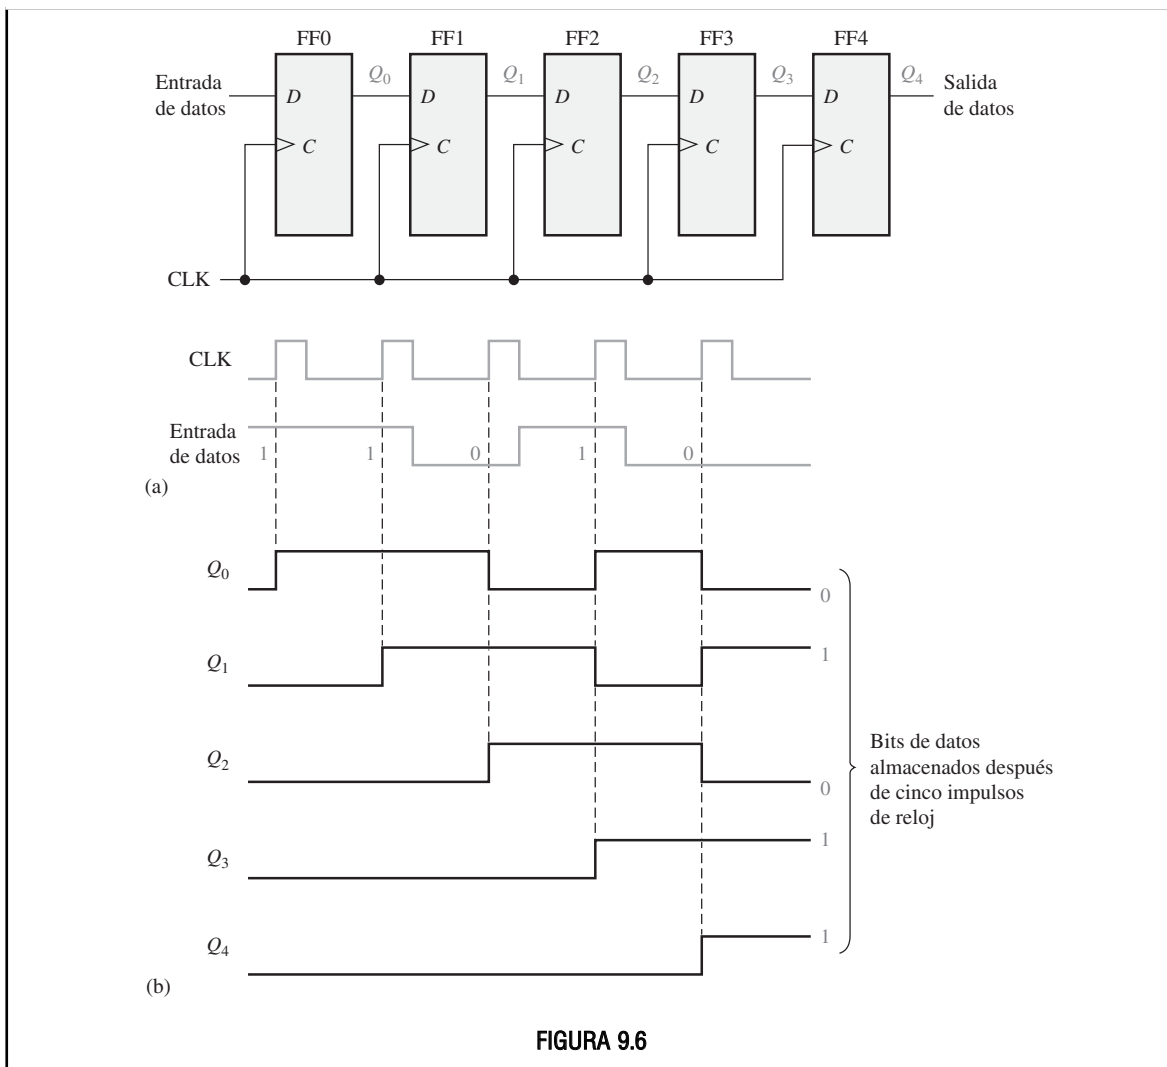 FF0 FF1 FF2 FF3 FF4
Entrada
de datos
Q0 Q1 Q2 Q3 Q4
Salida
de datos
D D D D D
C C C C C
CLK
CLK
Entrada
de datos
1 1 0 1 0
(a)
Q0
0
Q1
1
Q2
0
Q3
1
Q4
1
Bits de datos
almacenados después
de cinco impulsos
de reloj
(b)
FIGURA 9.6